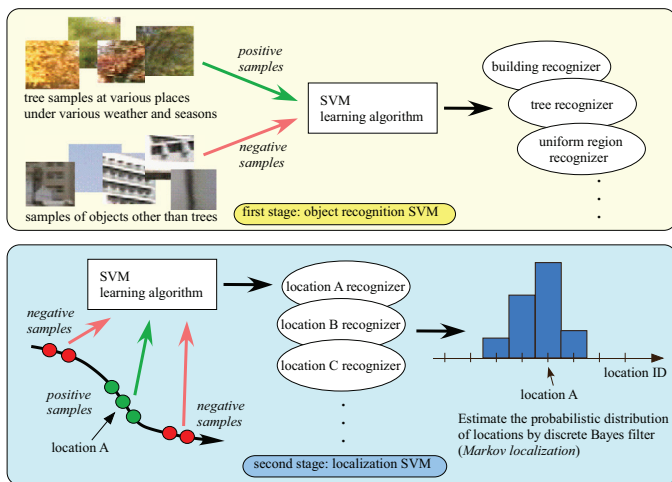 positive
samples
tree samples at various places
under various weather and seasons
SVM
learning algorithm
negative
samples
samples of objects other than trees
building recognizer
tree recognizer
uniform region
recognizer
first stage: object recognition SVM
SVM
learning algorithm
negative
samples
positive
samples
location A
negative
samples
location A recognizer
location B recognizer
location C recognizer
location ID
location A
Estimate the probabilistic distribution
of locations by discrete Bayes filter
(Markov localization)
second stage: localization SVM